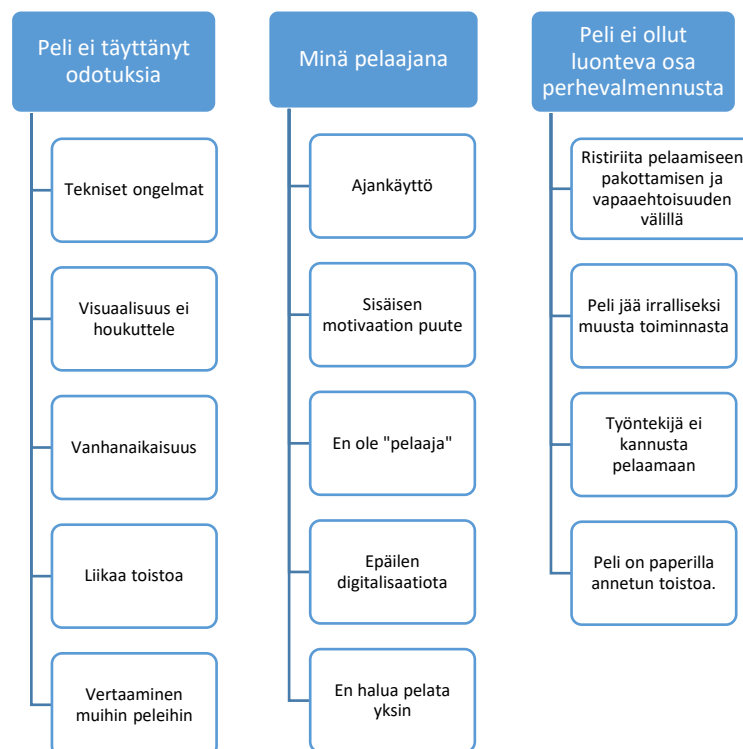 Peli ei täyttänyt
odotuksia
Tekniset ongelmat
Visuaalisuus ei
houkuttele
Vanhanaikaisuus
Liikaa toistoa
Vertaaminen
muihin peleihin
Minä pelaajana
Ajankäyttö
Sisäisen
motivaation puute
En ole "pelaaja"
Epäilen
digitalisaatiota
En halua pelata
yksin
Peli ei ollut
luonteva osa
perhevalmennusta
Ristiriita pelaamiseen
pakottamisen ja
vapaaehtoisuuden
välillä
Peli jää irralliseksi
muusta toiminnasta
Työntekijä ei
kannusta
pelaamaan
Peli on paperilla
annetun toistoa.